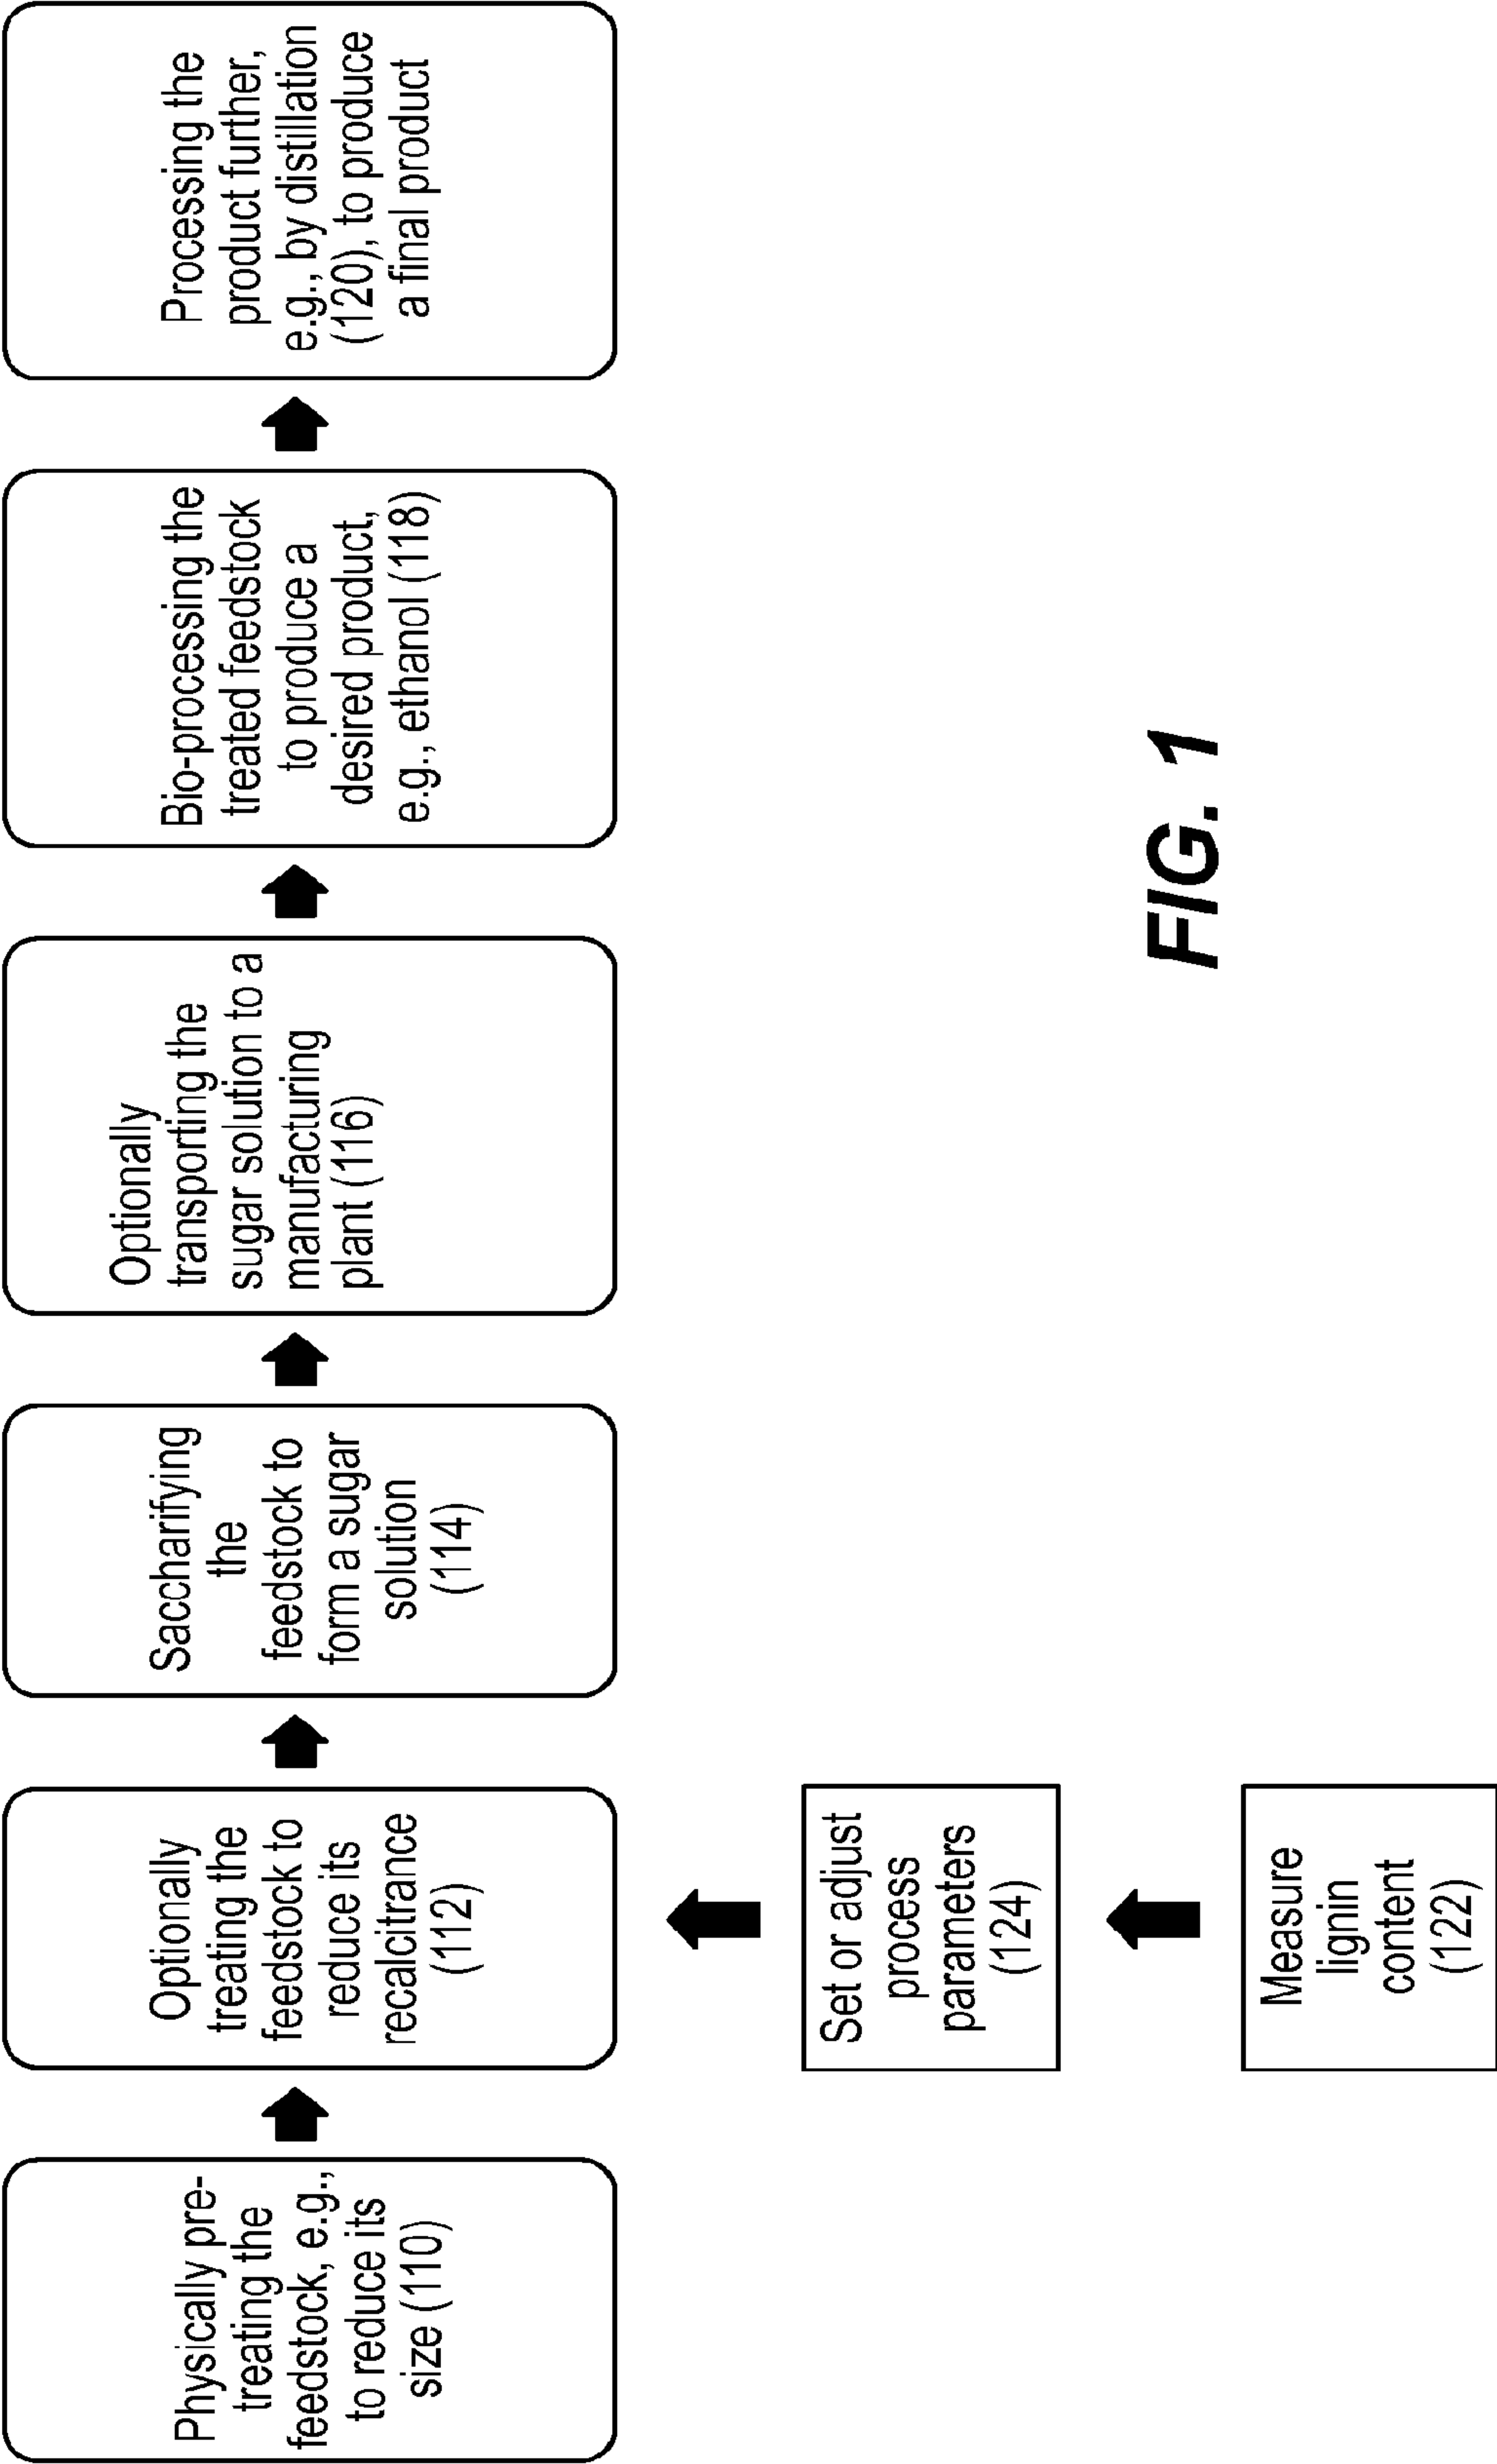 Physically pre-
treating the
feedstock, e.g.,
to reduce its
size (110)
Optionally
treating the
feedstock to
reduce its
recalcitrance
(112)
Saccharifying
the
feedstock to
form a sugar
solution
(114)
Optionally
transporting the
sugar solution to a
manufacturing
plant (116)
Bio-processing the
treated feedstock
to produce a
desired product,
e.g., ethanol (118)
Processing the
product further,
e.g., by distillation
(120), to produce
a final product
Set or adjust
process
parameters
(124)
Measure
lignin
content
(122)
FIG. 1